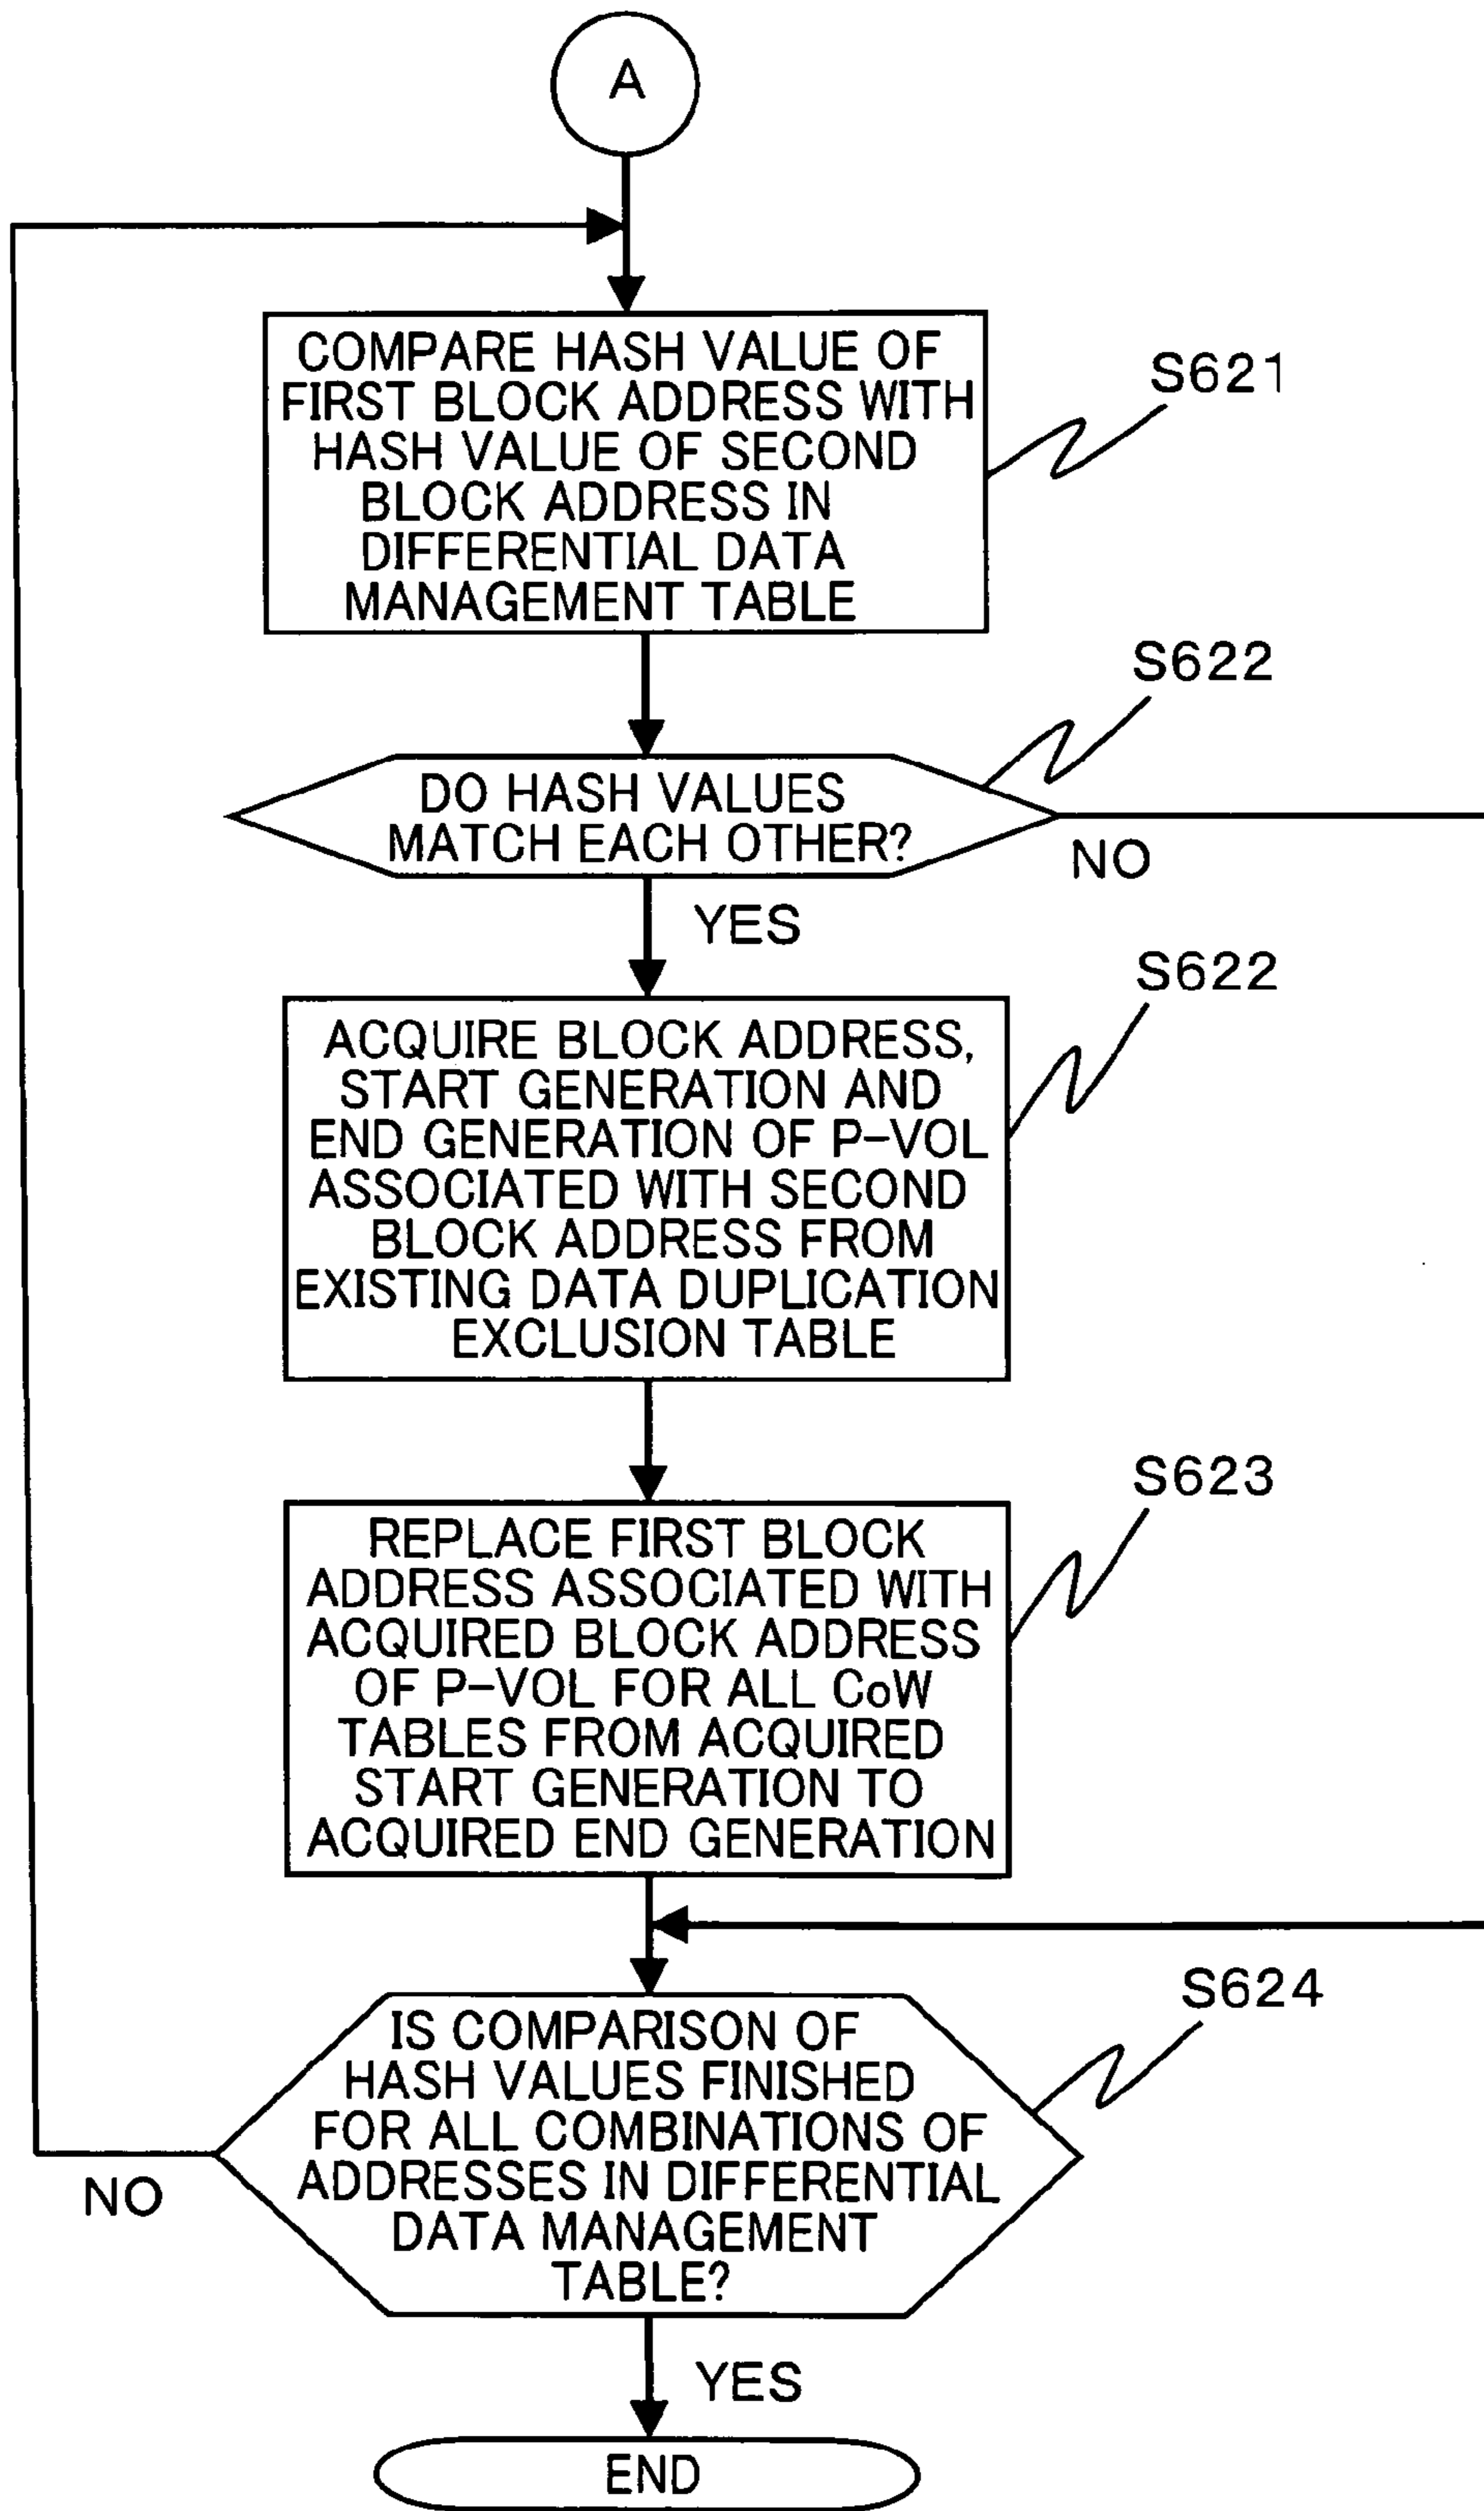 A
COMPARE HASH VALUE OF
FIRST BLOCK ADDRESS WITH
HASH VALUE OF SECOND
BLOCK ADDRESS IN
DIFFERENTIAL DATA
MANAGEMENT TABLE
S621
S622
DO HASH VALUES
MATCH EACH OTHER?
NO
YES
S622
ACQUIRE BLOCK ADDRESS,
START GENERATION AND
END GENERATION OF P-VOL
ASSOCIATED WITH SECOND
BLOCK ADDRESS FROM
EXISTING DATA DUPLICATION
EXCLUSION TABLE
S623
REPLACE FIRST BLOCK
ADDRESS ASSOCIATED WITH
ACQUIRED BLOCK ADDRESS
OF P-VOL FOR ALL CoW
TABLES FROM ACQUIRED
START GENERATION TO
ACQUIRED END GENERATION
S624
IS COMPARISON OF
HASH VALUES FINISHED
FOR ALL COMBINATIONS OF
ADDRESSES IN DIFFERENTIAL
DATA MANAGEMENT
TABLE?
NO
YES
END